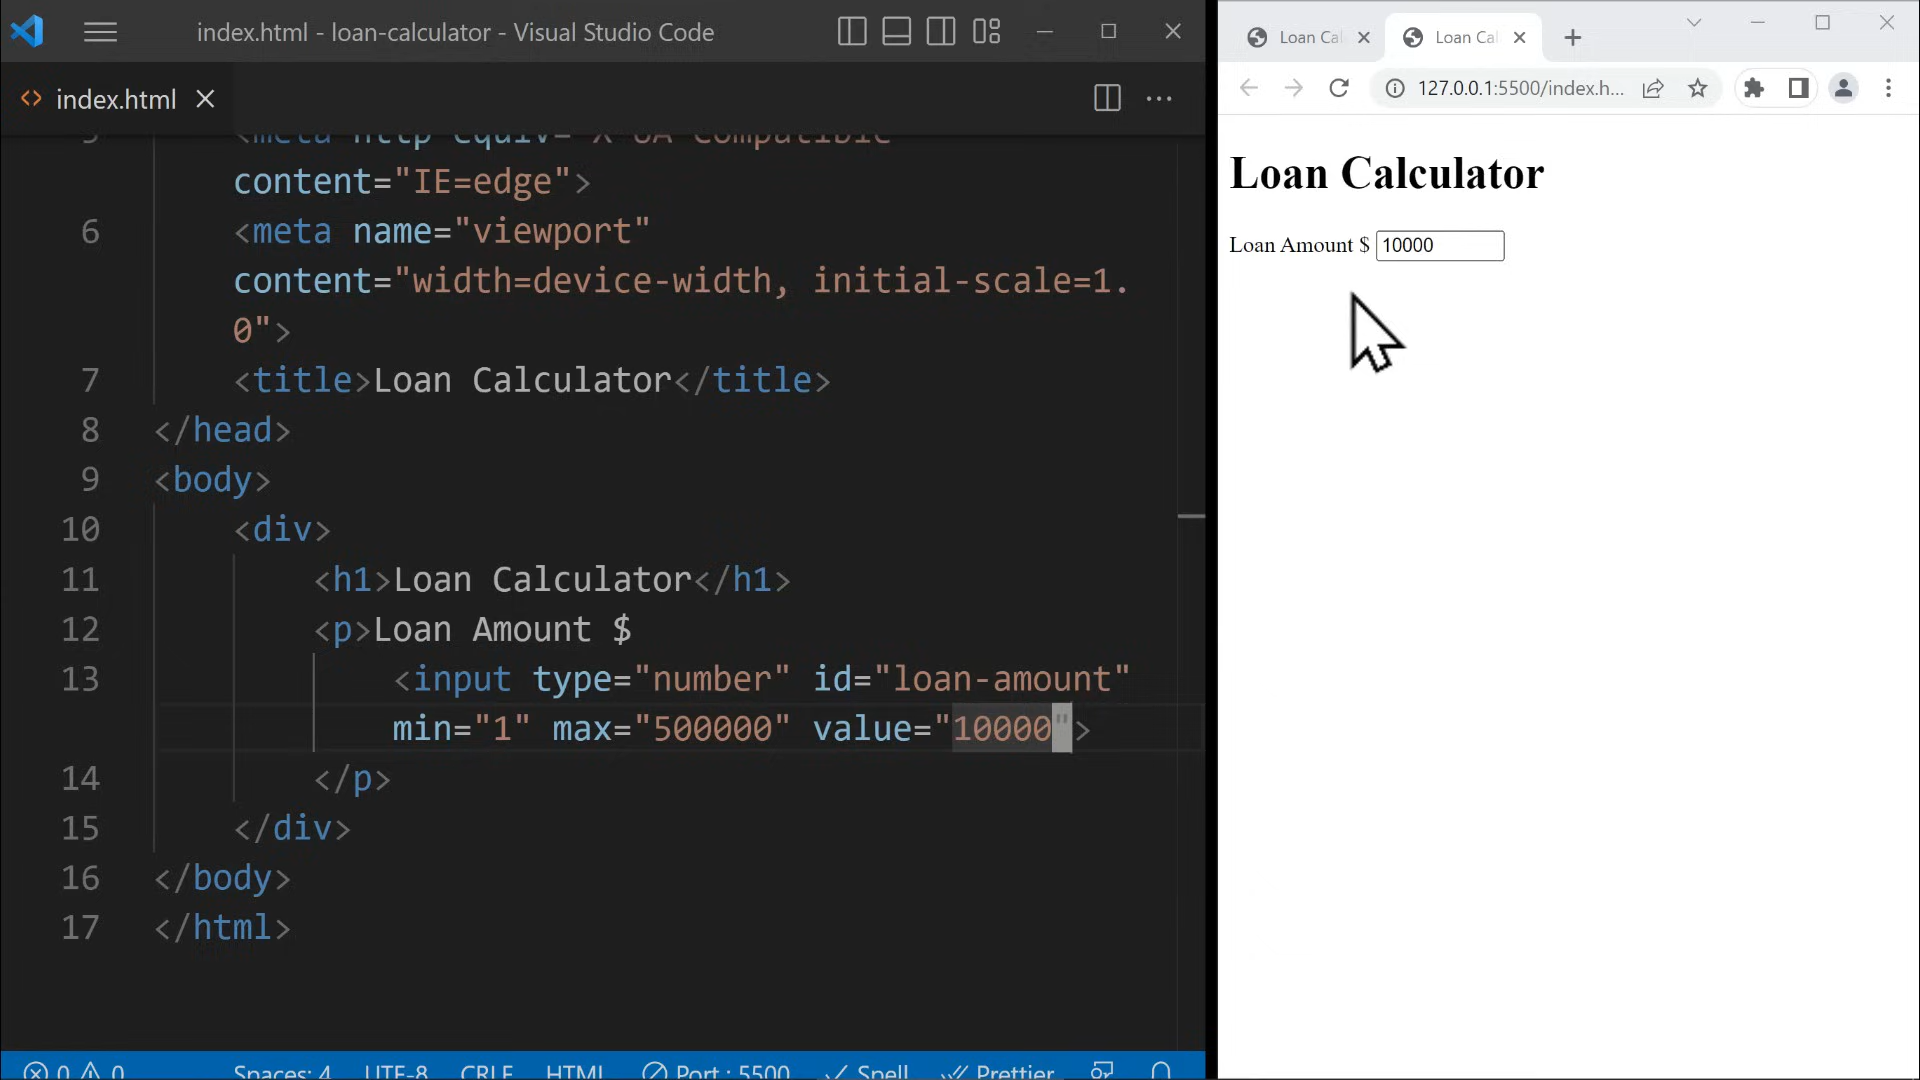 index.html - loan-calculator - Visual Studio Code
index.html
content="IE=edge">
6 <meta name="viewport"
content="width=device-width, initial-scale=1.
0">
7 <title>Loan Calculator</title>
8 </head>
9 <body>
10 <div>
11 <h1>Loan Calculator</h1>
12 <p>Loan Amount $
13 <input type="number" id="loan-amount"
min="1" max="500000" value="10000">
14 </p>
15 </div>
16 </body>
17 </html>
0 0 Spaces: 4 UTF-8 CRLF HTML Port : 5500 Spell Prettier
Loan Cal Loan Cal
127.0.0.1:5500/index.h...
Loan Calculator
Loan Amount $ 10000